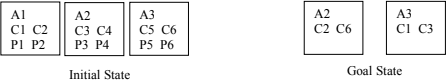 A1
C1 C2
P1 P2
A2
C3 C4
P3 P4
A3
C5 C6
P5 P6
Initial State
A2
C2 C6
A3
C1 C3
Goal State